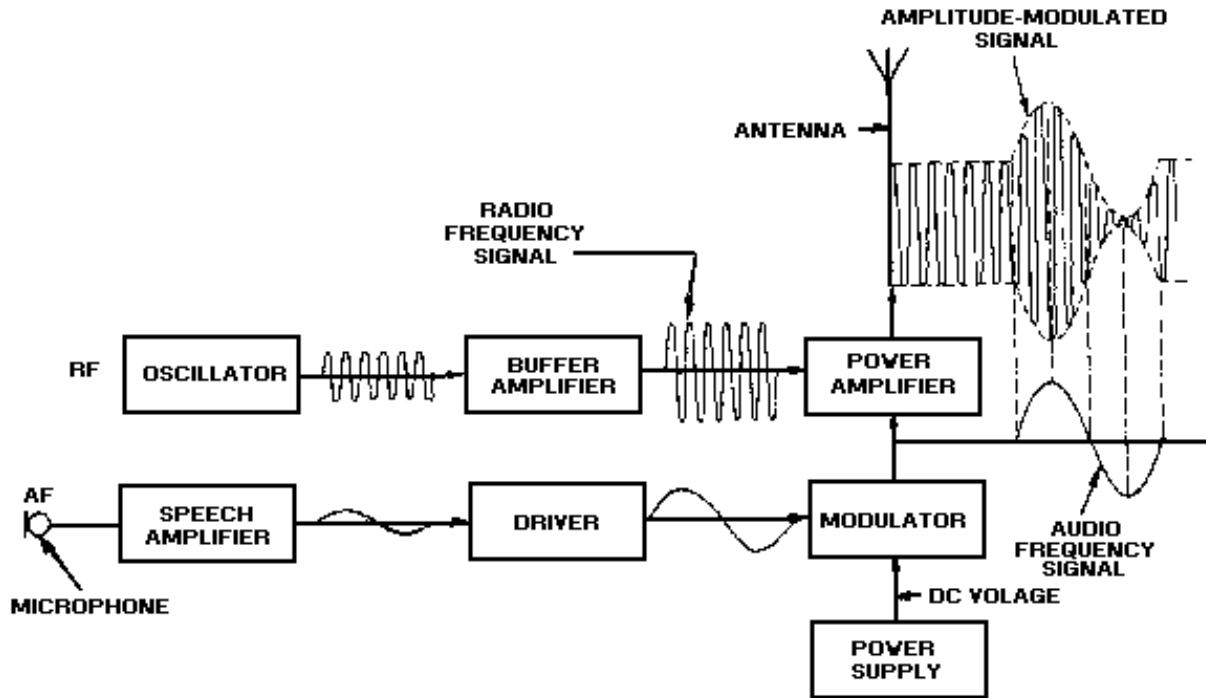 AMPLITUDE-MODULATED
SIGNAL
ANTENNA
RADIO
FREQUENCY
SIGNAL
RF
OSCILLATOR
BUFFER
AMPLIFIER
POWER
AMPLIFIER
AF
SPEECH
AMPLIFIER
DRIVER
MODULATOR
AUDIO
FREQUENCY
SIGNAL
MICROPHONE
DC VOLAGE
POWER
SUPPLY